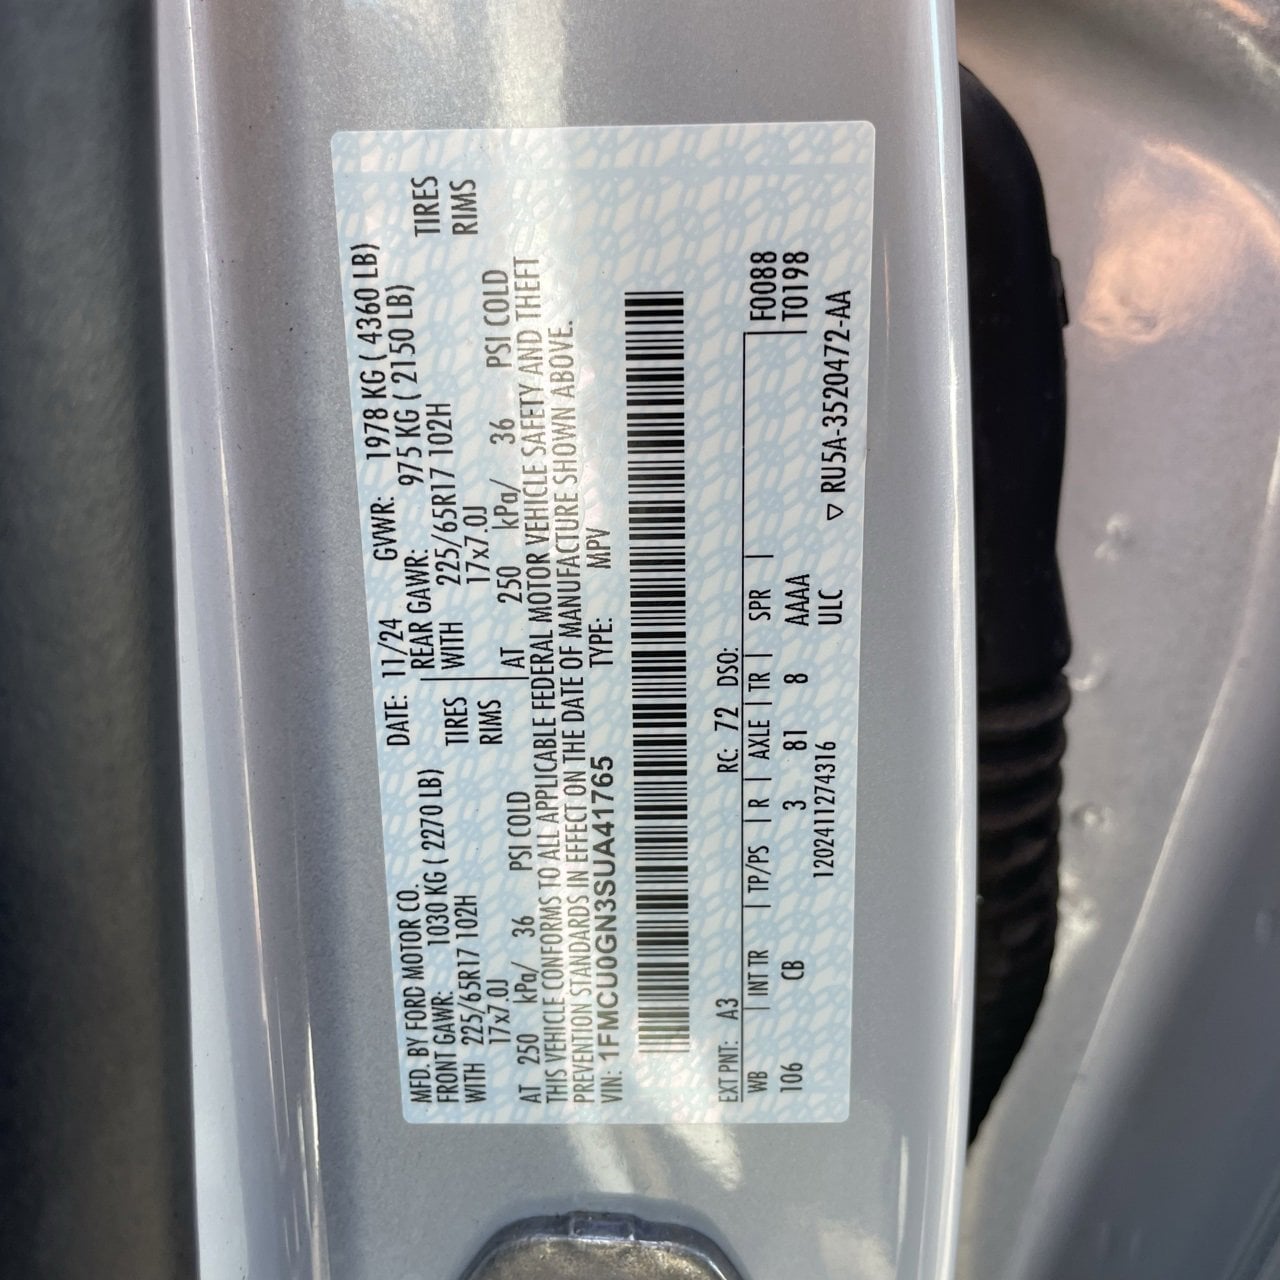 MFD. BY FORD MOTOR CO. DATE: 11/24 GVWR: 1978 KG ( 4360 LB)
FRONT GAWR: 1030 KG ( 2270 LB) REAR GAWR: 975 KG ( 2150 LB)
WITH 225/65R17 102H TIRES WITH 225/65R17 102H TIRES
17x7.0J RIMS 17x7.0J RIMS
AT 250 kPa/ 36 PSI COLD AT 250 kPa/ 36 PSI COLD
THIS VEHICLE CONFORMS TO ALL APPLICABLE FEDERAL MOTOR VEHICLE SAFETY AND THEFT
PREVENTION STANDARDS IN EFFECT ON THE DATE OF MANUFACTURE SHOWN ABOVE.
VIN: 1FMCU0GN3SUA41765 TYPE: MPV
EXT PNT: A3 RC: 72 DSO:
WB | INT TR | TP/PS | R | AXLE | TR | SPR | F0088
106 CB 3 81 8 AAAA T0198
1202411274316 ULC ▽ RU5A-3520472-AA